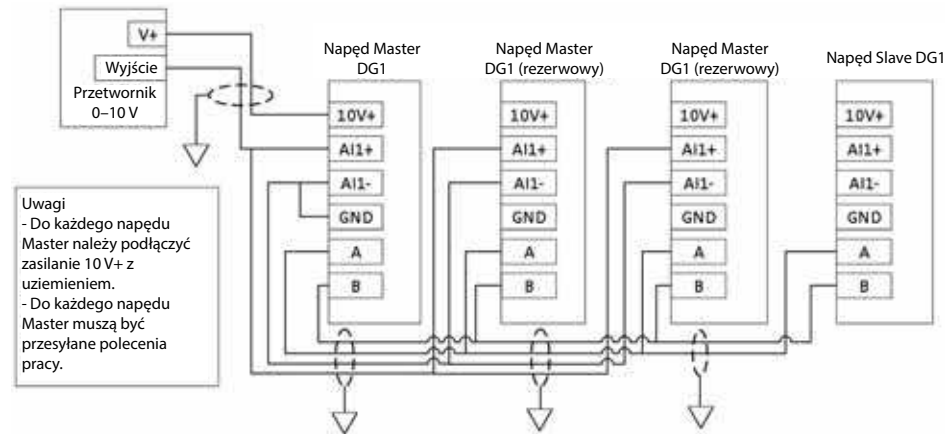 V+
Wyjście
Przetwornik
0–10 V
Napęd Master
DG1
10V+
AI1+
AI1-
GND
A
B
Napęd Master
DG1 (rezerwowy)
10V+
AI1+
AI1-
GND
A
B
Napęd Master
DG1 (rezerwowy)
10V+
AI1+
AI1-
GND
A
B
Napęd Slave DG1
10V+
AI1+
AI1-
GND
A
B
Uwagi
- Do każdego napędu
Master należy podłączyć
zasilanie 10 V+ z
uziemieniem.
- Do każdego napędu
Master muszą być
przesyłane polecenia
pracy.